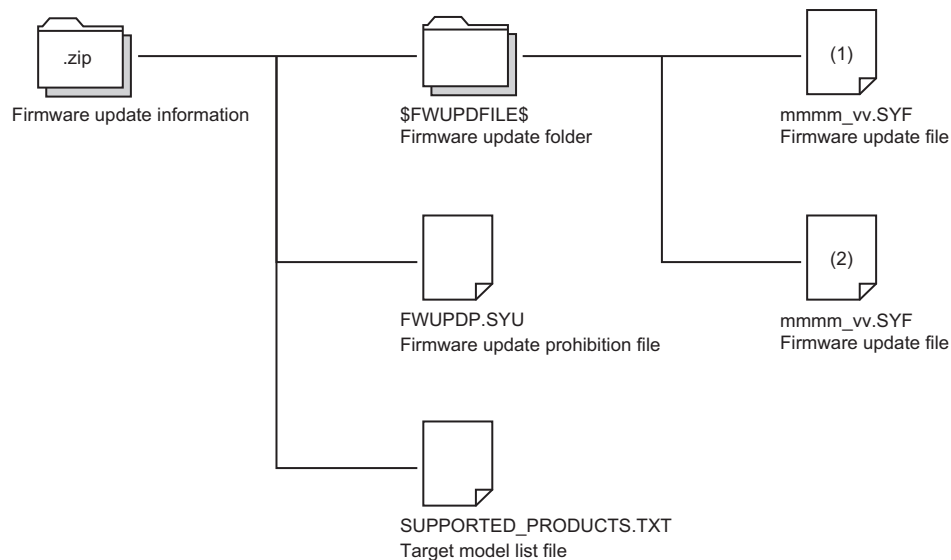 .zip
Firmware update information
$FWUPDFILE$
Firmware update folder
(1)
mmmm_vv.SYF
Firmware update file
(2)
mmmm_vv.SYF
Firmware update file
FWUPDP.SYU
Firmware update prohibition file
SUPPORTED_PRODUCTS.TXT
Target model list file